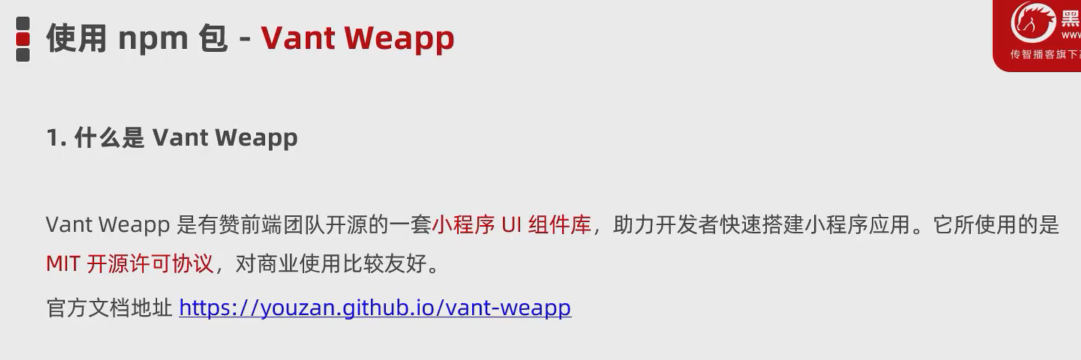 使用 npm 包 - Vant Weapp
黑
www
传智播客旗下
1. 什么是 Vant Weapp
Vant Weapp 是有赞前端团队开源的一套小程序 UI 组件库，助力开发者快速搭建小程序应用。它所使用的是
MIT 开源许可协议，对商业使用比较友好。
官方文档地址 https://youzan.github.io/vant-weapp